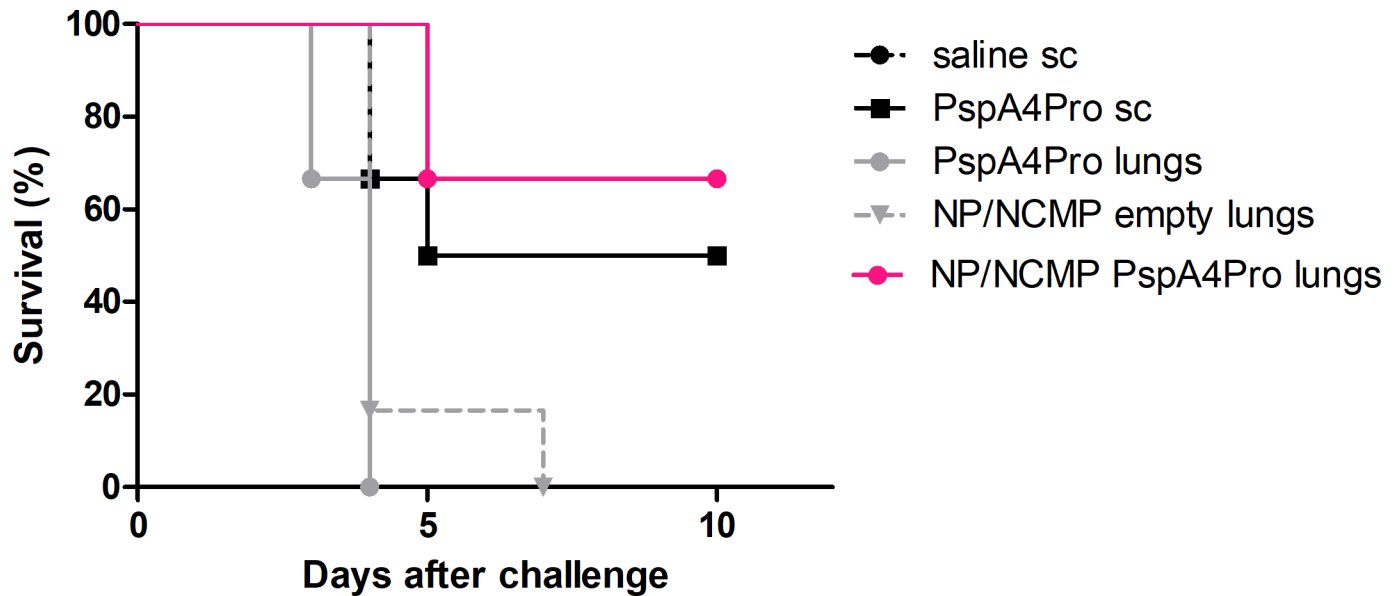 100
80
60
40
20
0
Survival (%)
0
5
10
Days after challenge
saline sc
PspA4Pro sc
PspA4Pro lungs
NP/NCMP empty lungs
NP/NCMP PspA4Pro lungs